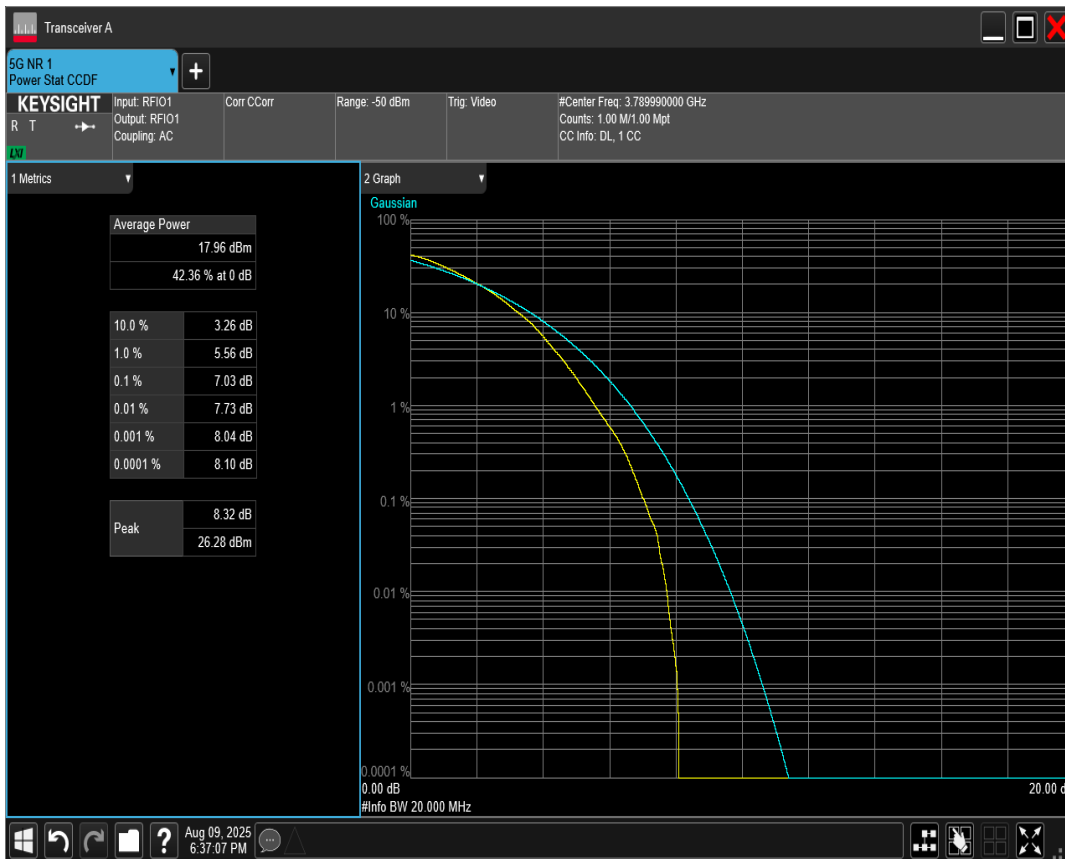 Transceiver A
5G NR 1
Power Stat CCDF
KEYSIGHT
R T
LXI
Input: RFIO1
Output: RFIO1
Coupling: AC
Corr CCorr
Range: -50 dBm
Trig: Video
#Center Freq: 3.789990000 GHz
Counts: 1.00 M/1.00 Mpt
CC Info: DL, 1 CC
1 Metrics
Average Power
17.96 dBm
42.36 % at 0 dB
10.0 % 3.26 dB
1.0 % 5.56 dB
0.1 % 7.03 dB
0.01 % 7.73 dB
0.001 % 8.04 dB
0.0001 % 8.10 dB
Peak
8.32 dB
26.28 dBm
2 Graph
Gaussian
100 %
10 %
1 %
0.1 %
0.01 %
0.001 %
0.0001 %
0.00 dB
20.00 d
#Info BW 20.000 MHz
?
Aug 09, 2025
6:37:07 PM